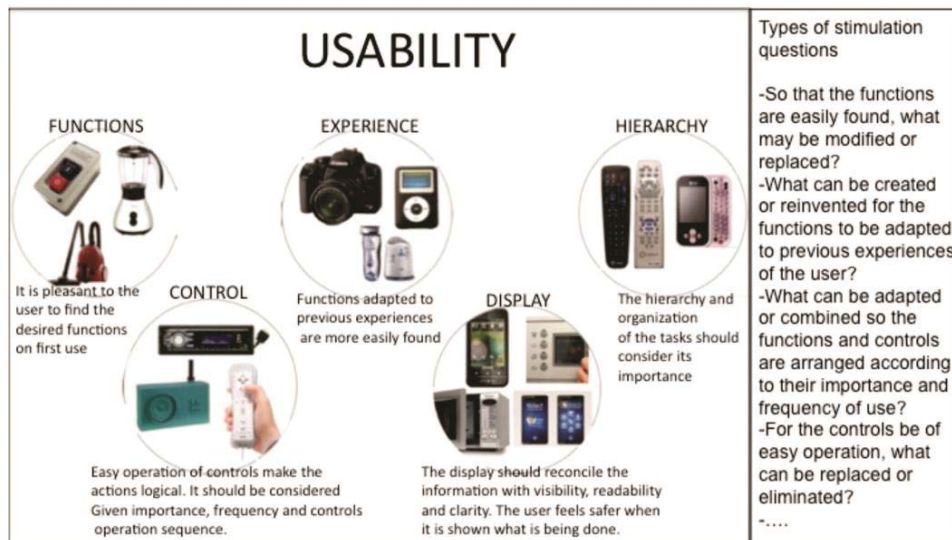 USABILITY
FUNCTIONS
It is pleasant to the
user to find the
desired functions
on first use
CONTROL
Easy operation of controls make the
actions logical. It should be considered
Given importance, frequency and controls
operation sequence.
EXPERIENCE
Functions adapted to
previous experiences
are more easily found
DISPLAY
The display should reconcile the
information with visibility, readability
and clarity. The user feels safer when
it is shown what is being done.
HIERARCHY
The hierarchy and
organization
of the tasks should
consider its
importance
Types of stimulation
questions
-So that the functions
are easily found, what
may be modified or
replaced?
-What can be created
or reinvented for the
functions to be adapted
to previous experiences
of the user?
-What can be adapted
or combined so the
functions and controls
are arranged according
to their importance and
frequency of use?
-For the controls be of
easy operation, what
can be replaced or
eliminated?
-....